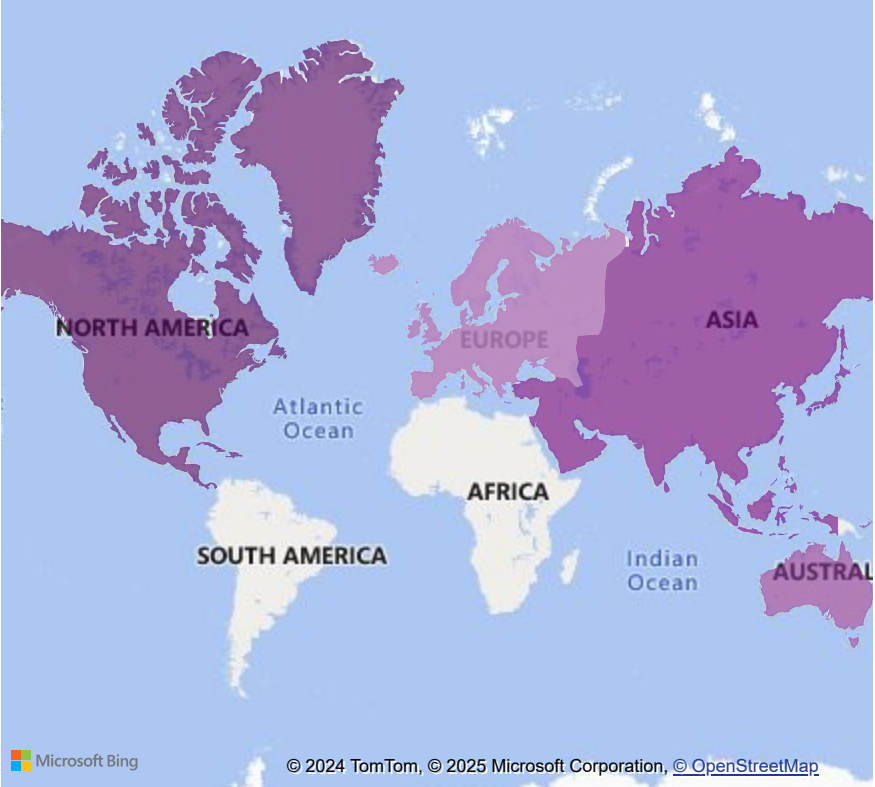 NORTH AMERICA
ASIA
EUROPE
Atlantic
Ocean
AFRICA
SOUTH AMERICA
Indian
Ocean
AUSTRAL
Microsoft Bing
© 2024 TomTom, © 2025 Microsoft Corporation, © OpenStreetMap